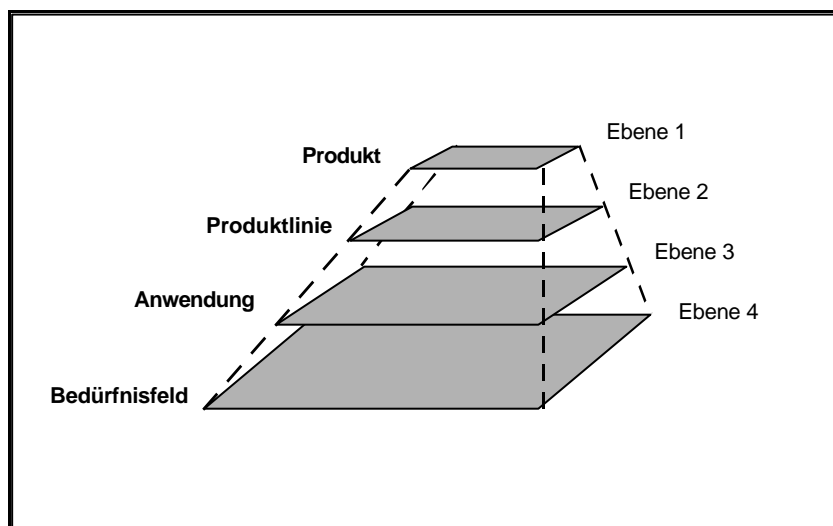 Produkt
Ebene 1
Produktlinie
Ebene 2
Anwendung
Ebene 3
Bedürfnisfeld
Ebene 4